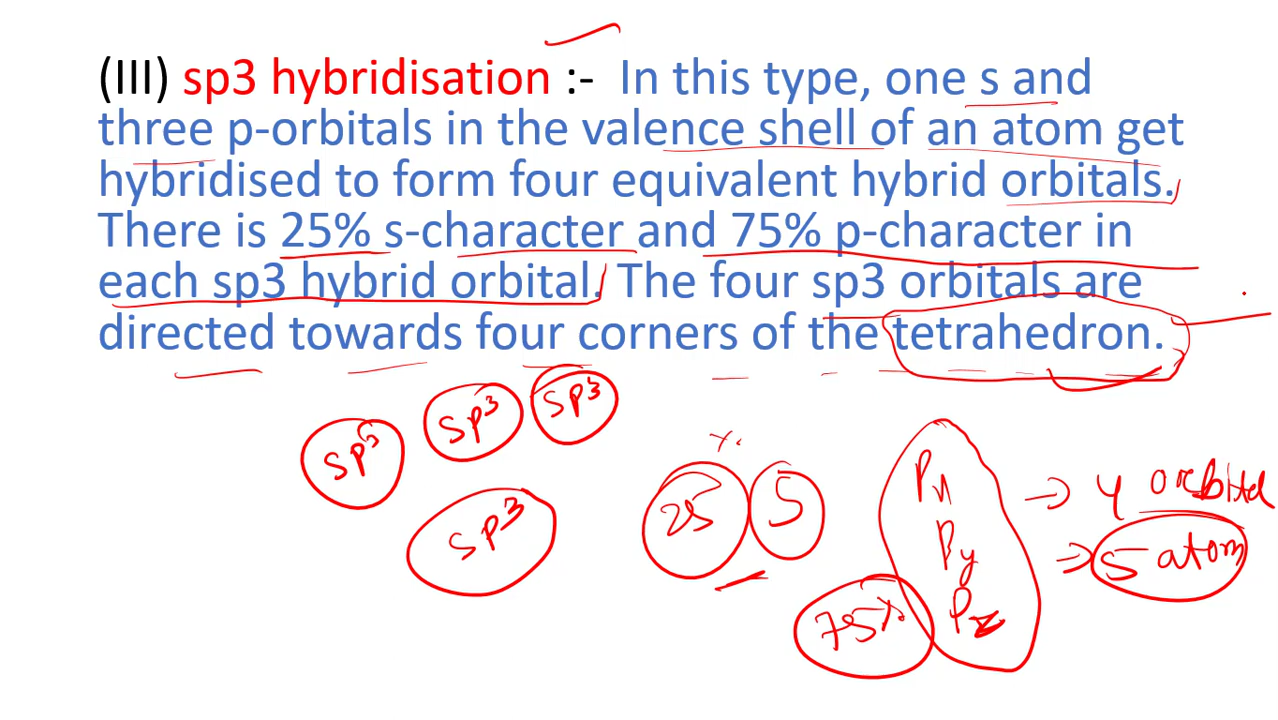 (III) sp3 hybridisation :- In this type, one s and
three p-orbitals in the valence shell of an atom get
hybridised to form four equivalent hybrid orbitals.
There is 25% s-character and 75% p-character in
each sp3 hybrid orbital. The four sp3 orbitals are
directed towards four corners of the tetrahedron.
sp3 sp3 sp3
sp3
25 % S
Px
Py
Pz
75%
→ 4 orbital
⇒ 5 atom